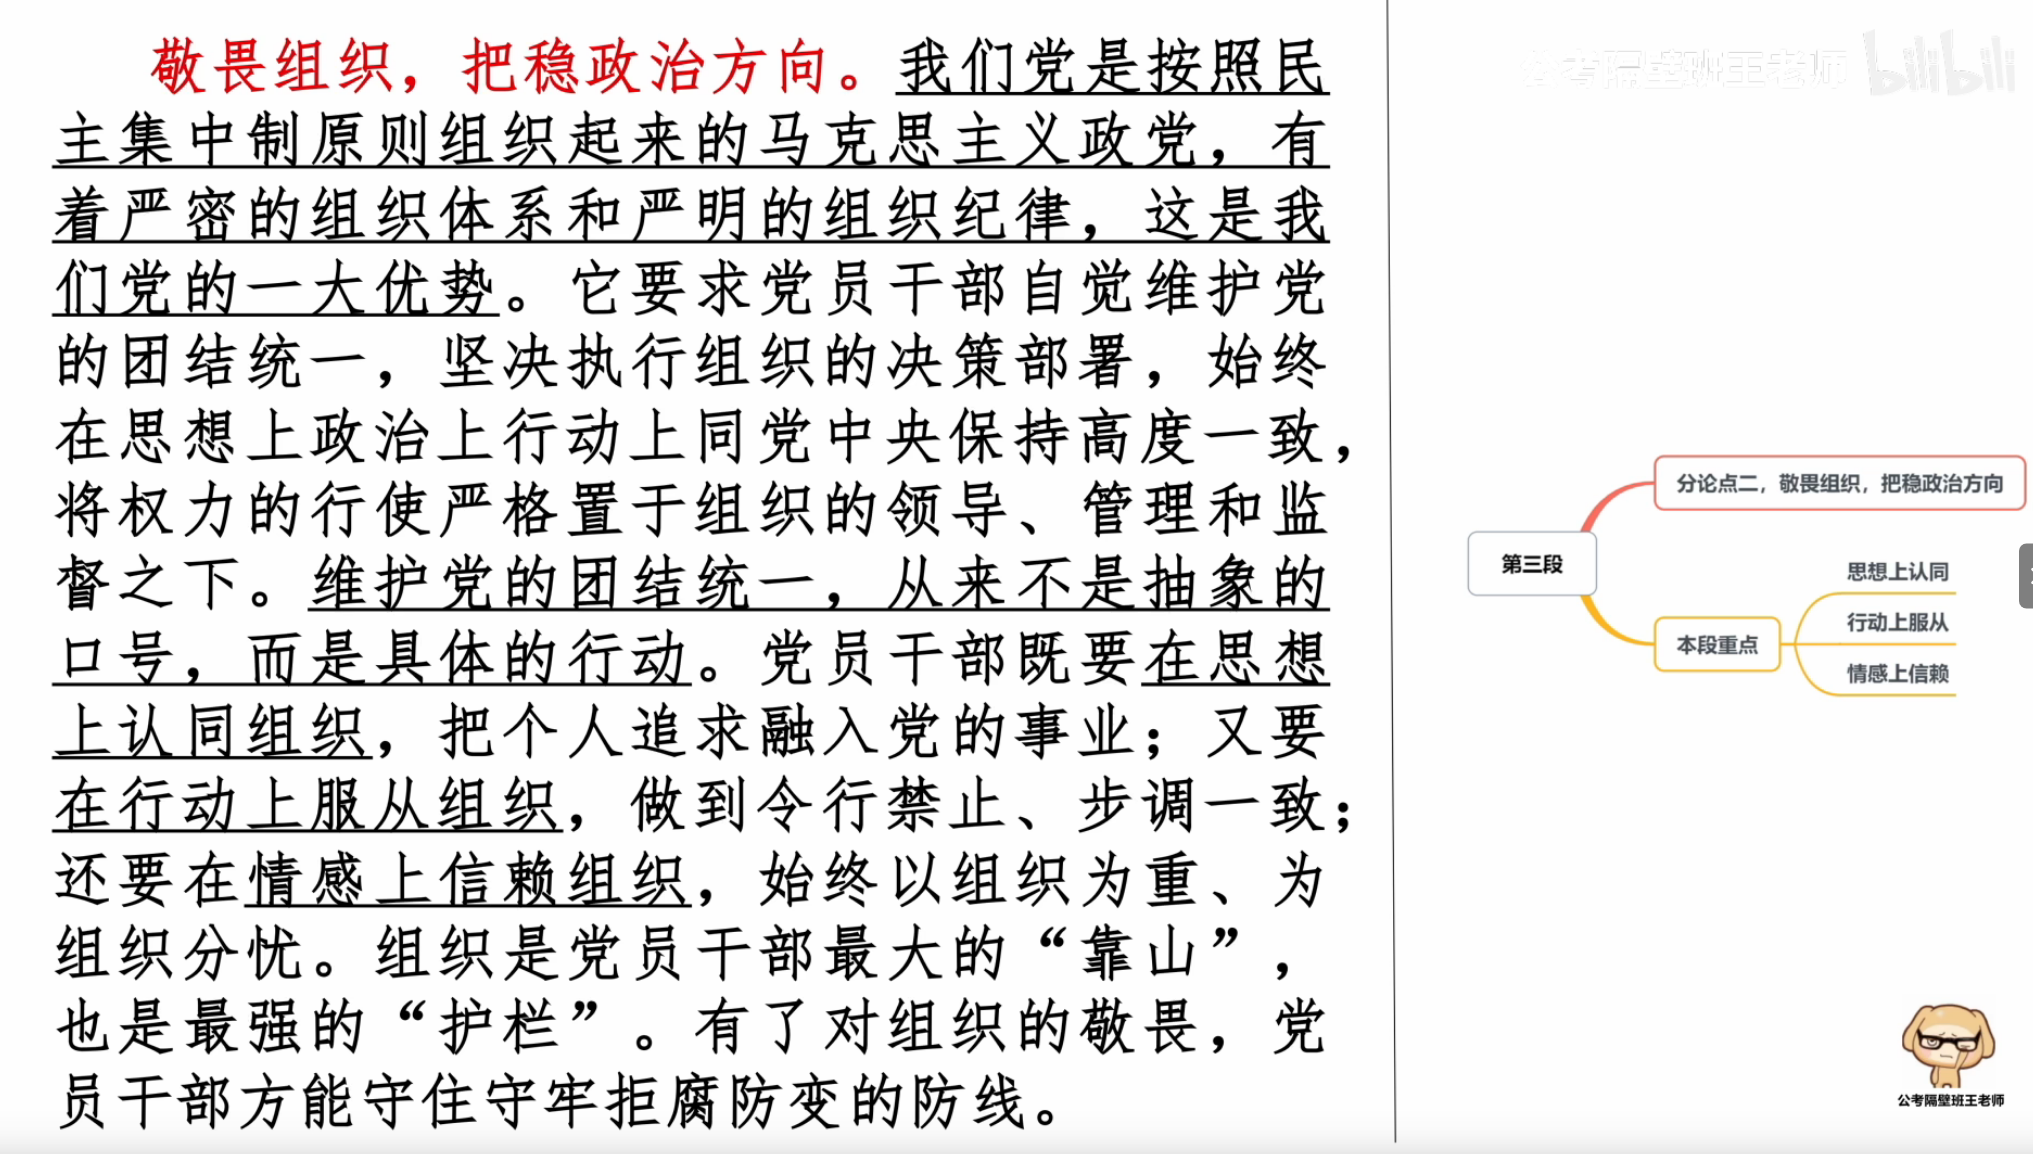 敬畏组织，把稳政治方向。我们党是按照民
主集中制原则组织起来的马克思主义政党，有
着严密的组织体系和严明的组织纪律，这是我
们党的一大优势。它要求党员干部自觉维护党
的团结统一，坚决执行组织的决策部署，始终
在思想上政治上行动上同党中央保持高度一致，
将权力的行使严格置于组织的领导、管理和监
督之下。维护党的团结统一，从来不是抽象的
口号，而是具体的行动。党员干部既要在思想
上认同组织，把个人追求融入党的事业；又要
在行动上服从组织，做到令行禁止、步调一致；
还要在情感上信赖组织，始终以组织为重、为
组织分忧。组织是党员干部最大的“靠山”，
也是最强的“护栏”。有了对组织的敬畏，党
员干部方能守住守牢拒腐防变的防线。
公考隔壁班王老师 bilibili
分论点二，敬畏组织，把稳政治方向
第三段
本段重点
思想上认同
行动上服从
情感上信赖
公考隔壁班王老师